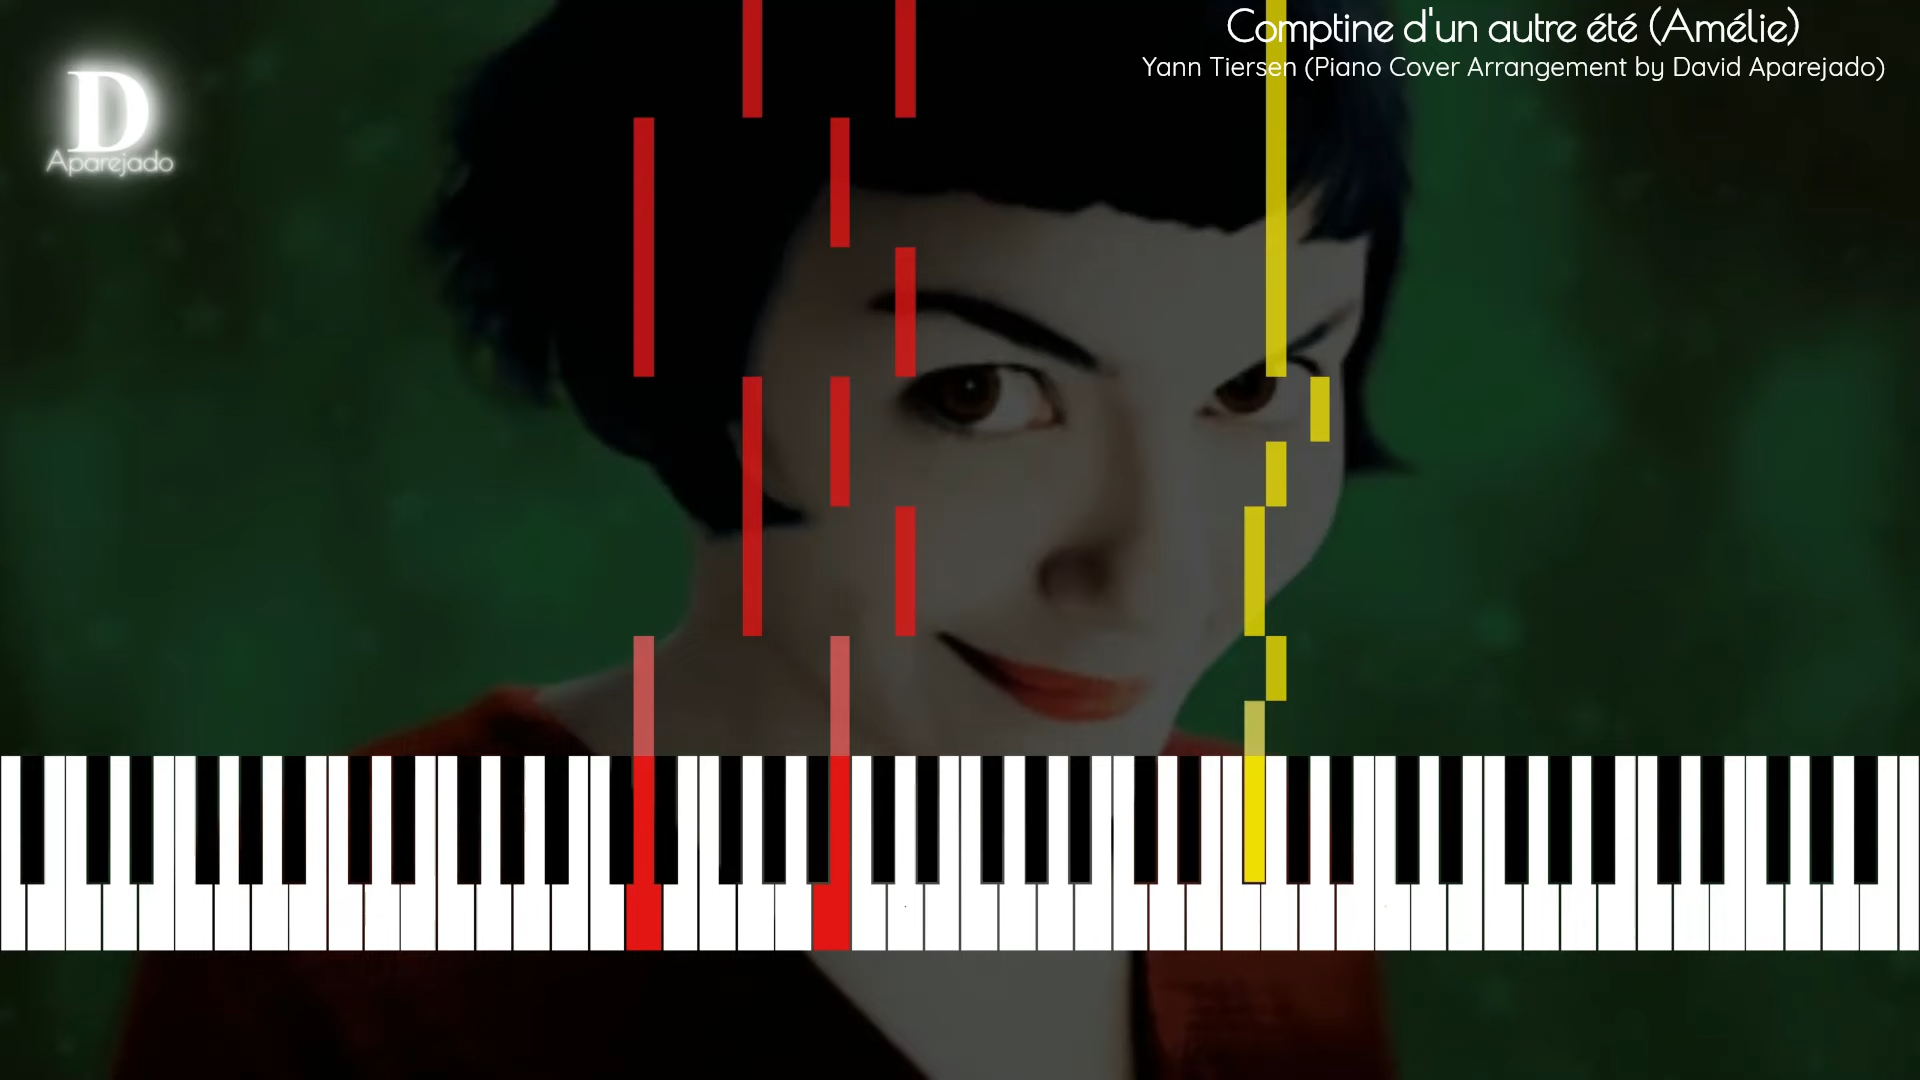 Comptine d'un autre été (Amélie)
Yann Tiersen (Piano Cover Arrangement by David Aparejado)
D
Aparejado